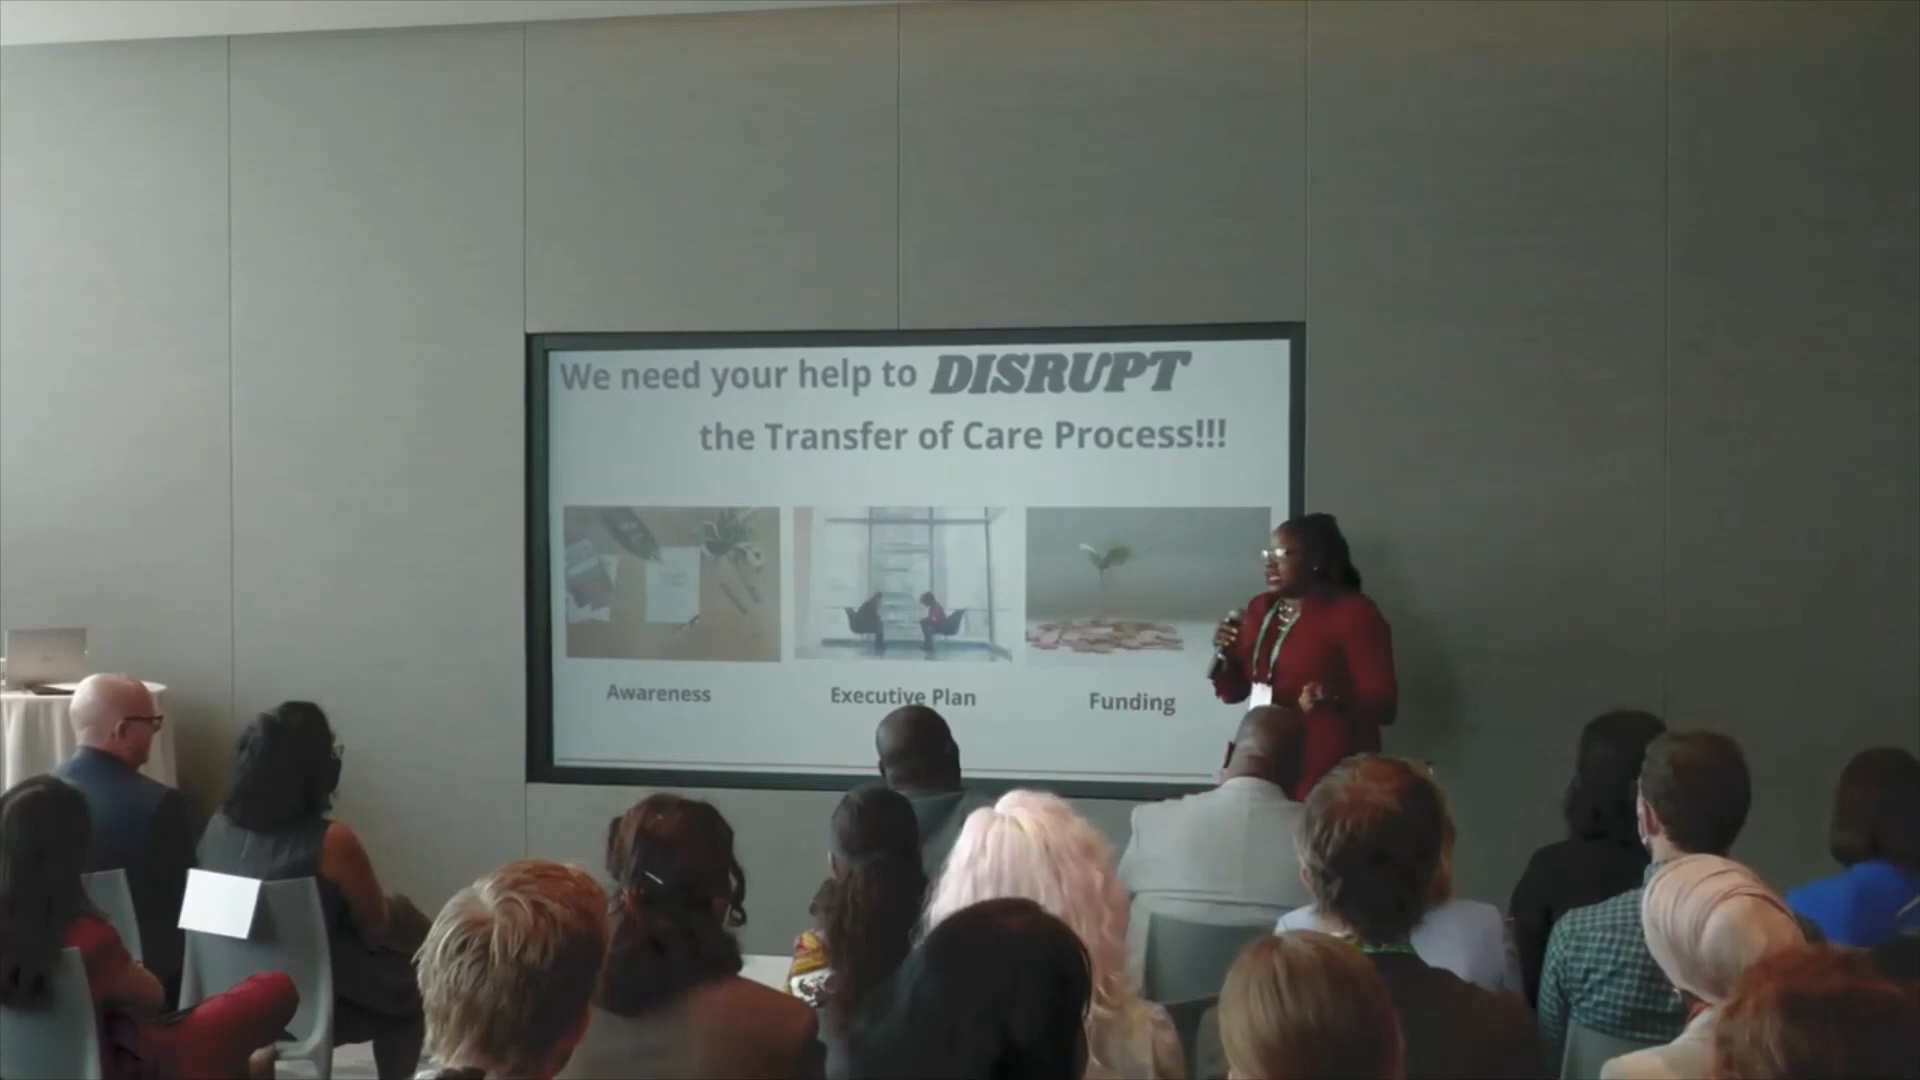 We need your help to DISRUPT
the Transfer of Care Process!!!
Awareness
Executive Plan
Funding